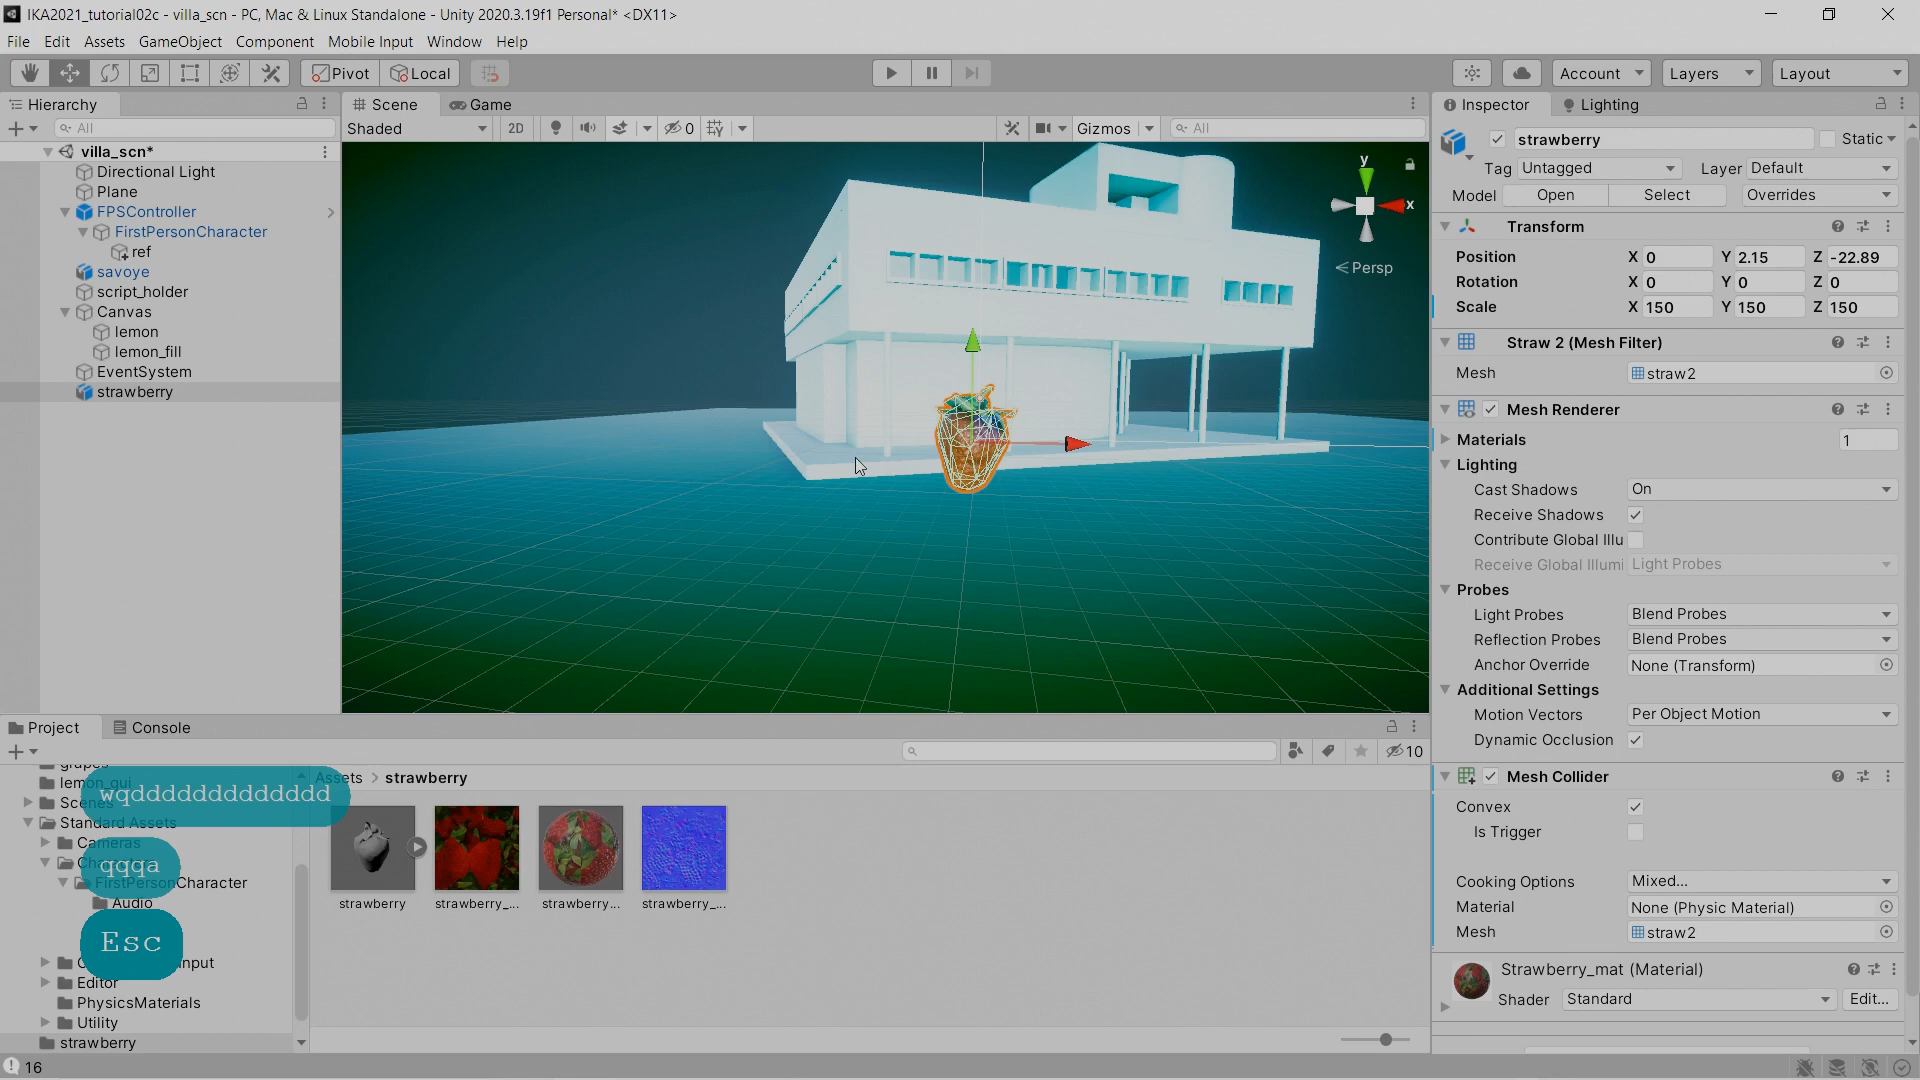 IKA2021_tutorial02c - villa_scn - PC, Mac & Linux Standalone - Unity 2020.3.19f1 Personal* <DX11>
File Edit Assets GameObject Component Mobile Input Window Help
Pivot Local Account Layers Layout
Hierarchy
All
villa_scn*
Directional Light
Plane
FPSController
FirstPersonCharacter
ref
savoye
script_holder
Canvas
lemon
lemon_fill
EventSystem
strawberry
Scene Game
Shaded 2D 0 Gizmos All
y
x
Persp
Inspector Lighting
strawberry Static
Tag Untagged Layer Default
Model Open Select Overrides
Transform
Position X 0 Y 2.15 Z -22.89
Rotation X 0 Y 0 Z 0
Scale X 150 Y 150 Z 150
Straw 2 (Mesh Filter)
Mesh straw2
Mesh Renderer
Materials 1
Lighting
Cast Shadows On
Receive Shadows
Contribute Global Illu
Receive Global Illumi Light Probes
Probes
Light Probes Blend Probes
Reflection Probes Blend Probes
Anchor Override None (Transform)
Additional Settings
Motion Vectors Per Object Motion
Dynamic Occlusion
Mesh Collider
Convex
Is Trigger
Cooking Options Mixed...
Material None (Physic Material)
Mesh straw2
Strawberry_mat (Material)
Shader Standard Edit...
Project Console
10
grapes
lemon_gui
Scenes
Standard Assets
Cameras
FirstPersonCharacter
Audio
Editor
PhysicsMaterials
Utility
strawberry
wqddddddddddddd
qqqa
Esc
Assets > strawberry
strawberry strawberry_... strawberry... strawberry_...
16